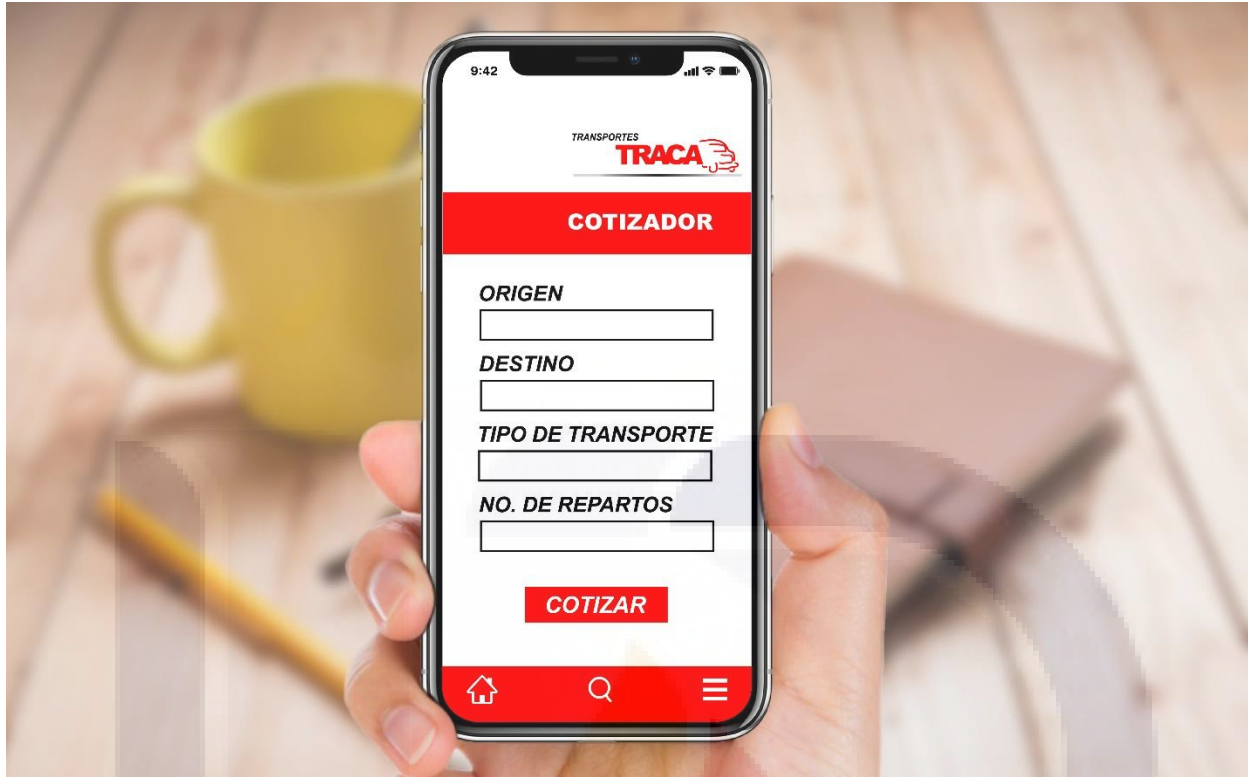 9:42
TRANSPORTES
TRACA
COTIZADOR
ORIGEN
DESTINO
TIPO DE TRANSPORTE
NO. DE REPARTOS
COTIZAR